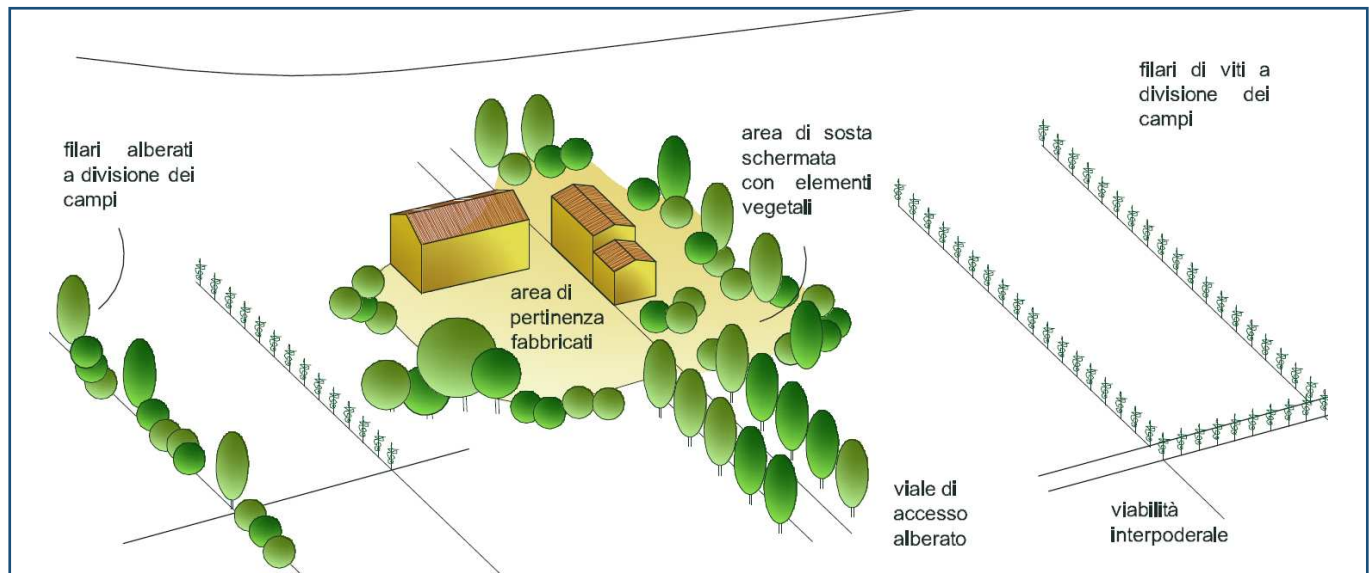 filari alberati
a divisione dei
campi
area di
pertinenza
fabbricati
area di sosta
schermata
con elementi
vegetali
filari di viti a
divisione dei
campi
viale di
accesso
alberato
viabilità
interpoderale